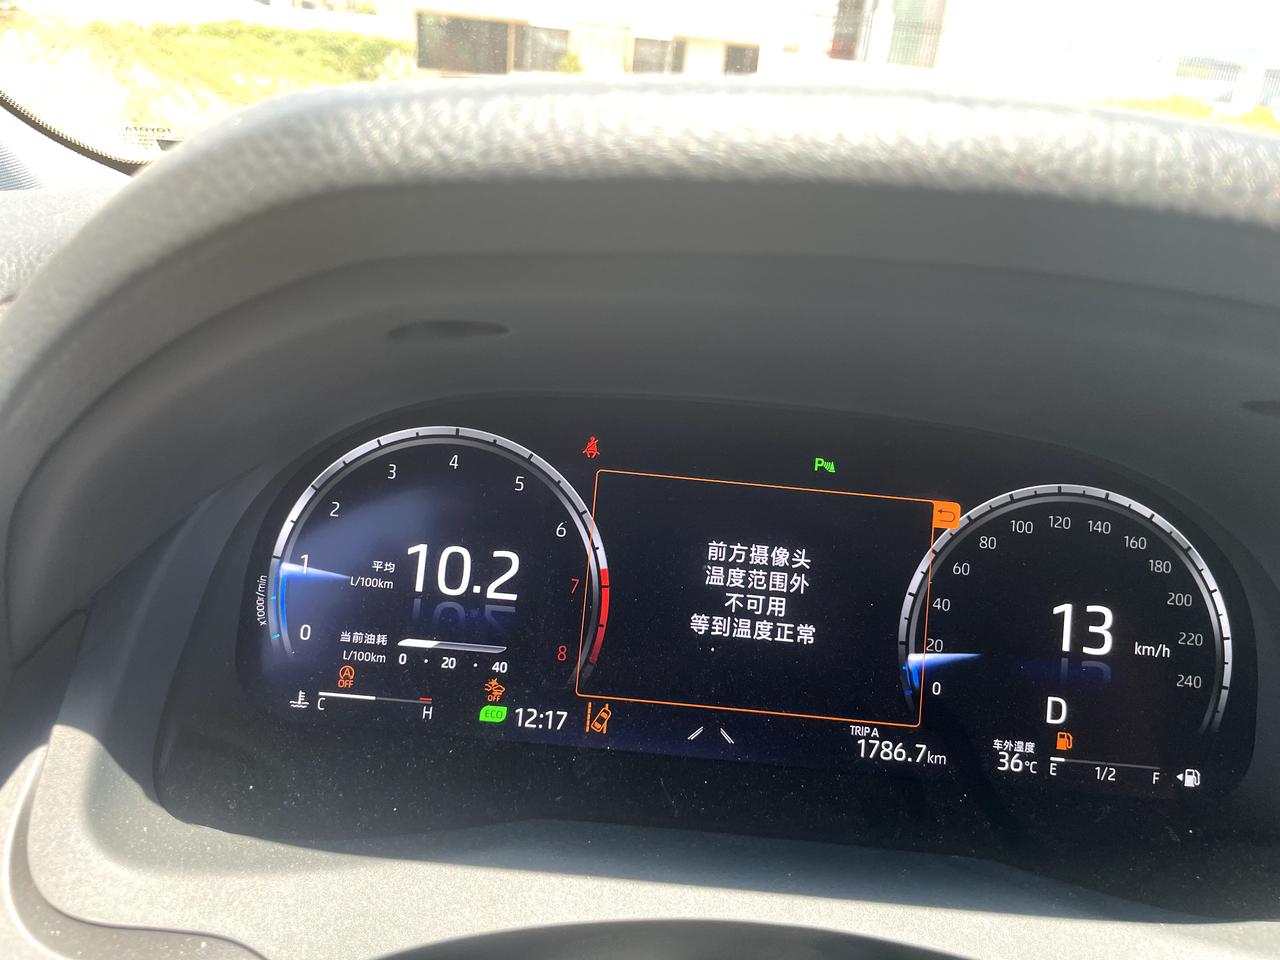 TOYOTA
x1000r/min
0
1
2
3
4
5
6
7
8
平均
L/100km
10.2
当前油耗
L/100km
0 · 20 · 40
A
OFF
C
H
OFF
ECO
12:17
P
前方摄像头
温度范围外
不可用
等到温度正常
TRIP A
1786.7km
0
20
40
60
80
100
120
140
160
180
200
220
240
13
km/h
D
车外温度
36°C
E
1/2
F